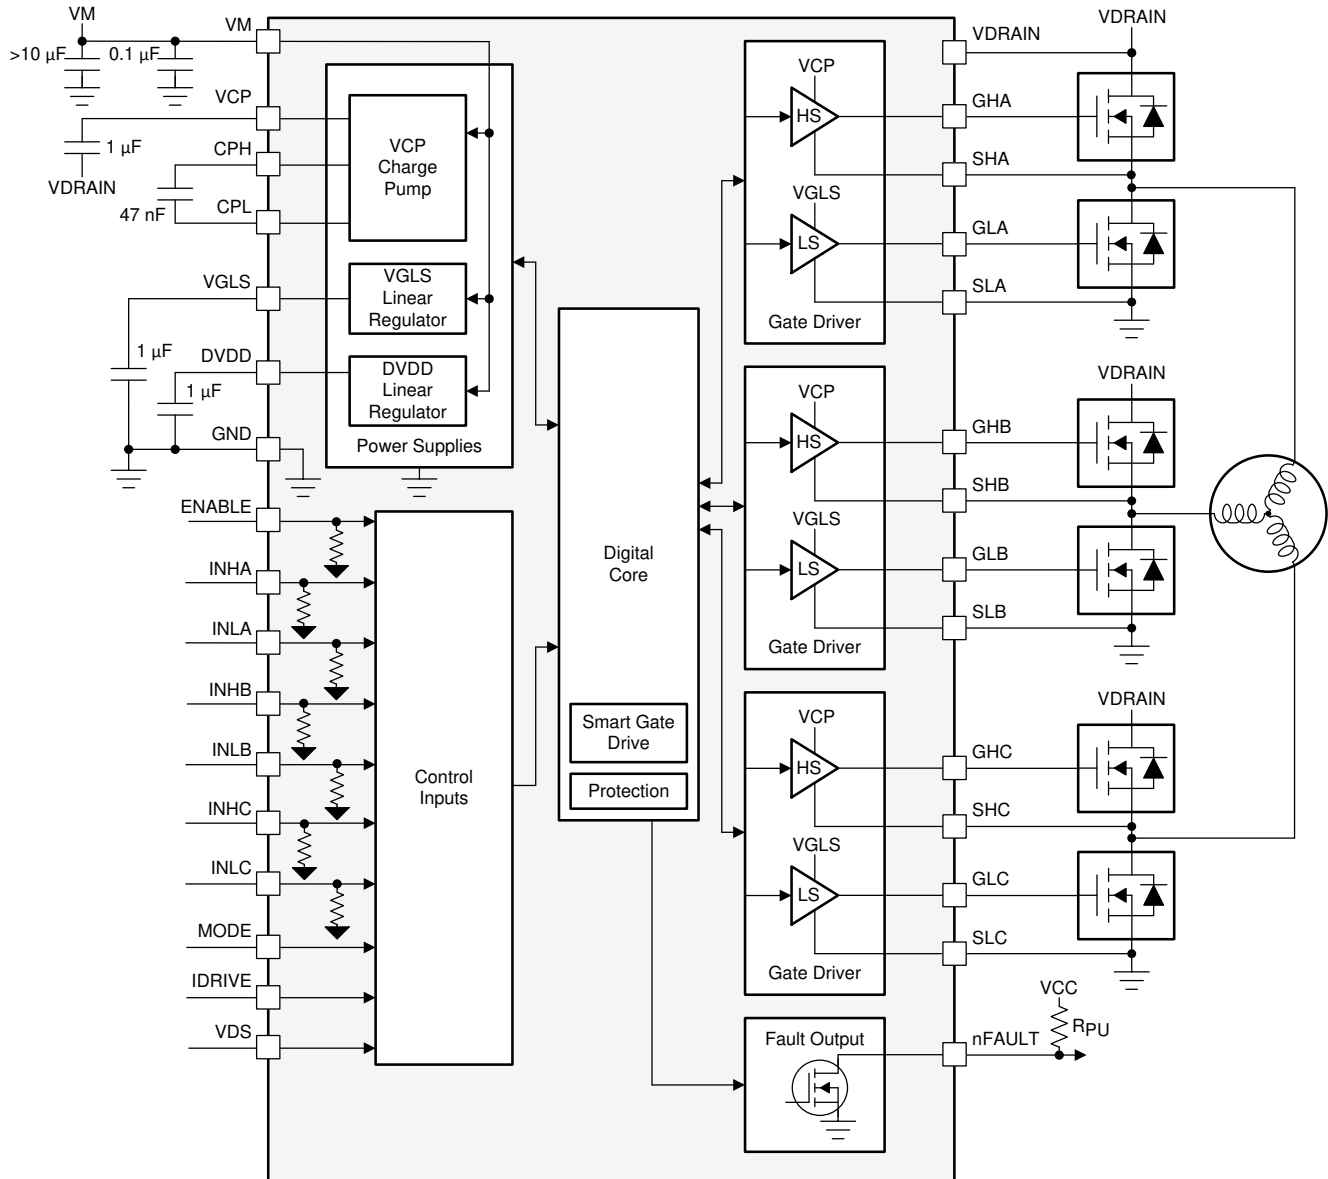 VM
>10 µF
0.1 µF
VM
VCP
1 µF
VDRAIN
CPH
47 nF
CPL
VGLS
1 µF
DVDD
1 µF
GND
ENABLE
INHA
INLA
INHB
INLB
INHC
INLC
MODE
IDRIVE
VDS
VCP
Charge
Pump
VGLS
Linear
Regulator
DVDD
Linear
Regulator
Power Supplies
Control
Inputs
Digital
Core
Smart Gate
Drive
Protection
VCP
HS
VGLS
LS
Gate Driver
VCP
HS
VGLS
LS
Gate Driver
VCP
HS
VGLS
LS
Gate Driver
Fault Output
VDRAIN
GHA
SHA
GLA
SLA
GHB
SHB
GLB
SLB
GHC
SHC
GLC
SLC
nFAULT
VDRAIN
VDRAIN
VDRAIN
VCC
RPU